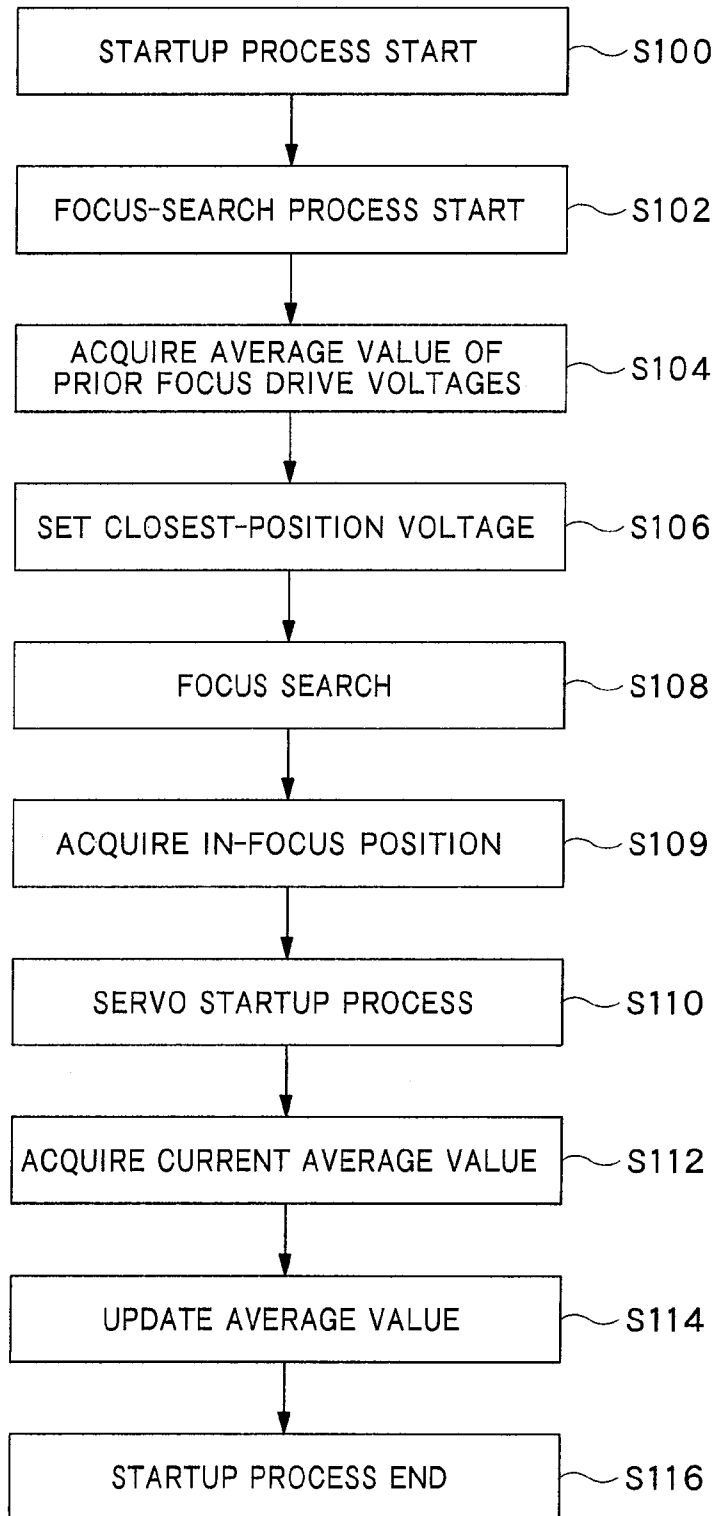 STARTUP PROCESS START S100
FOCUS-SEARCH PROCESS START S102
ACQUIRE AVERAGE VALUE OF
PRIOR FOCUS DRIVE VOLTAGES S104
SET CLOSEST-POSITION VOLTAGE S106
FOCUS SEARCH S108
ACQUIRE IN-FOCUS POSITION S109
SERVO STARTUP PROCESS S110
ACQUIRE CURRENT AVERAGE VALUE S112
UPDATE AVERAGE VALUE S114
STARTUP PROCESS END S116